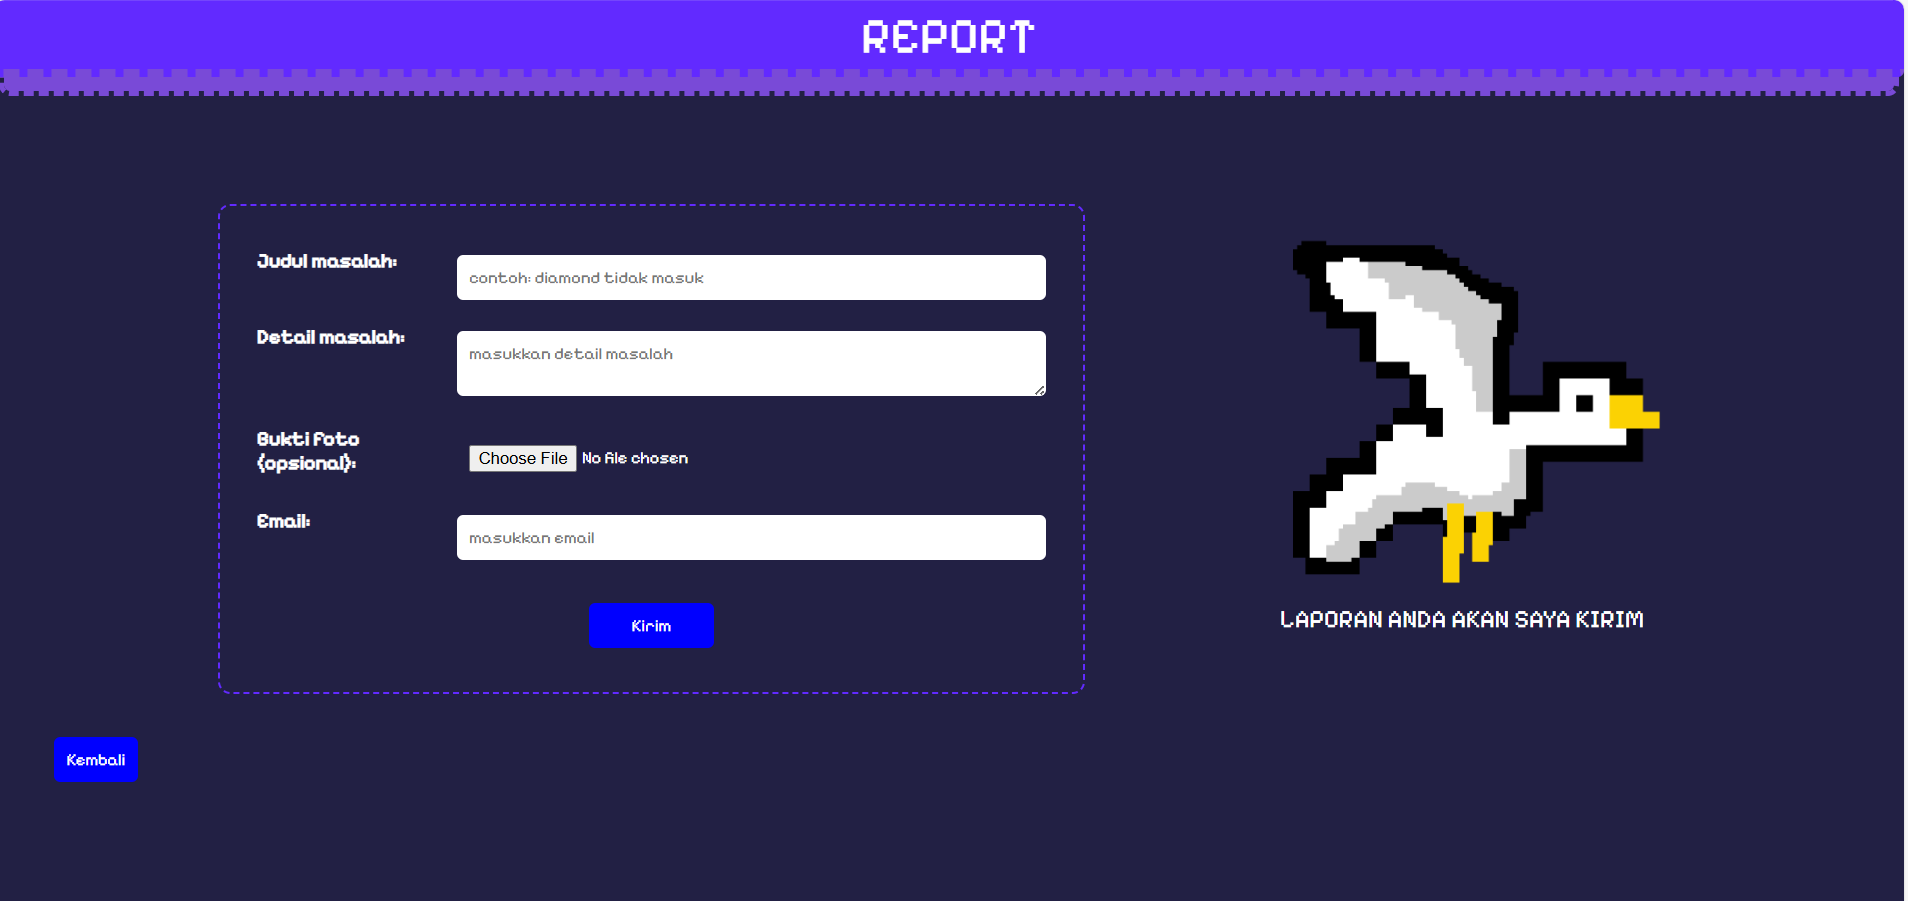 REPORT
Judul masalah:
contoh: diamond tidak masuk
Detail masalah:
masukkan detail masalah
Bukti foto
(opsional):
Choose File No file chosen
Email:
masukkan email
Kirim
LAPORAN ANDA AKAN SAYA KIRIM
Kembali